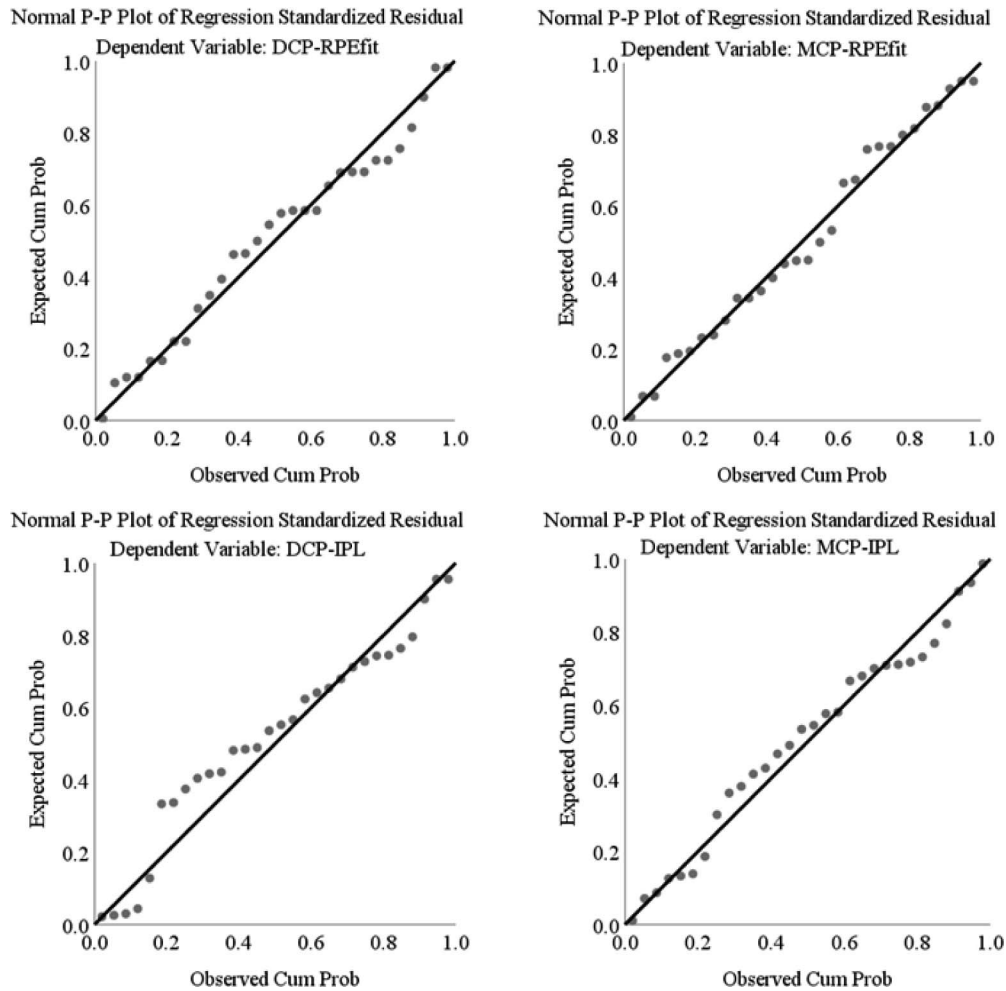 Normal P-P Plot of Regression Standardized Residual
Dependent Variable: DCP-RPEfit
1.0
0.8
0.6
0.4
0.2
0.0
Expected Cum Prob
0.0 0.2 0.4 0.6 0.8 1.0
Observed Cum Prob
Normal P-P Plot of Regression Standardized Residual
Dependent Variable: MCP-RPEfit
1.0
0.8
0.6
0.4
0.2
0.0
Expected Cum Prob
0.0 0.2 0.4 0.6 0.8 1.0
Observed Cum Prob
Normal P-P Plot of Regression Standardized Residual
Dependent Variable: DCP-IPL
1.0
0.8
0.6
0.4
0.2
0.0
Expected Cum Prob
0.0 0.2 0.4 0.6 0.8 1.0
Observed Cum Prob
Normal P-P Plot of Regression Standardized Residual
Dependent Variable: MCP-IPL
1.0
0.8
0.6
0.4
0.2
0.0
Expected Cum Prob
0.0 0.2 0.4 0.6 0.8 1.0
Observed Cum Prob